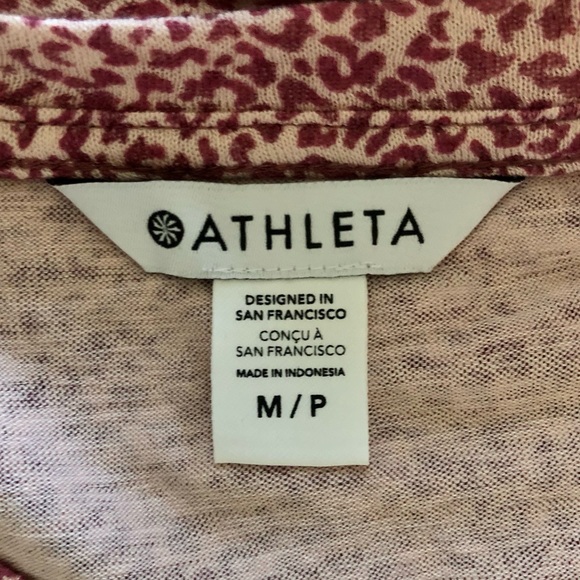 ATHLETA
DESIGNED IN
SAN FRANCISCO
CONÇU À
SAN FRANCISCO
MADE IN INDONESIA
M / P